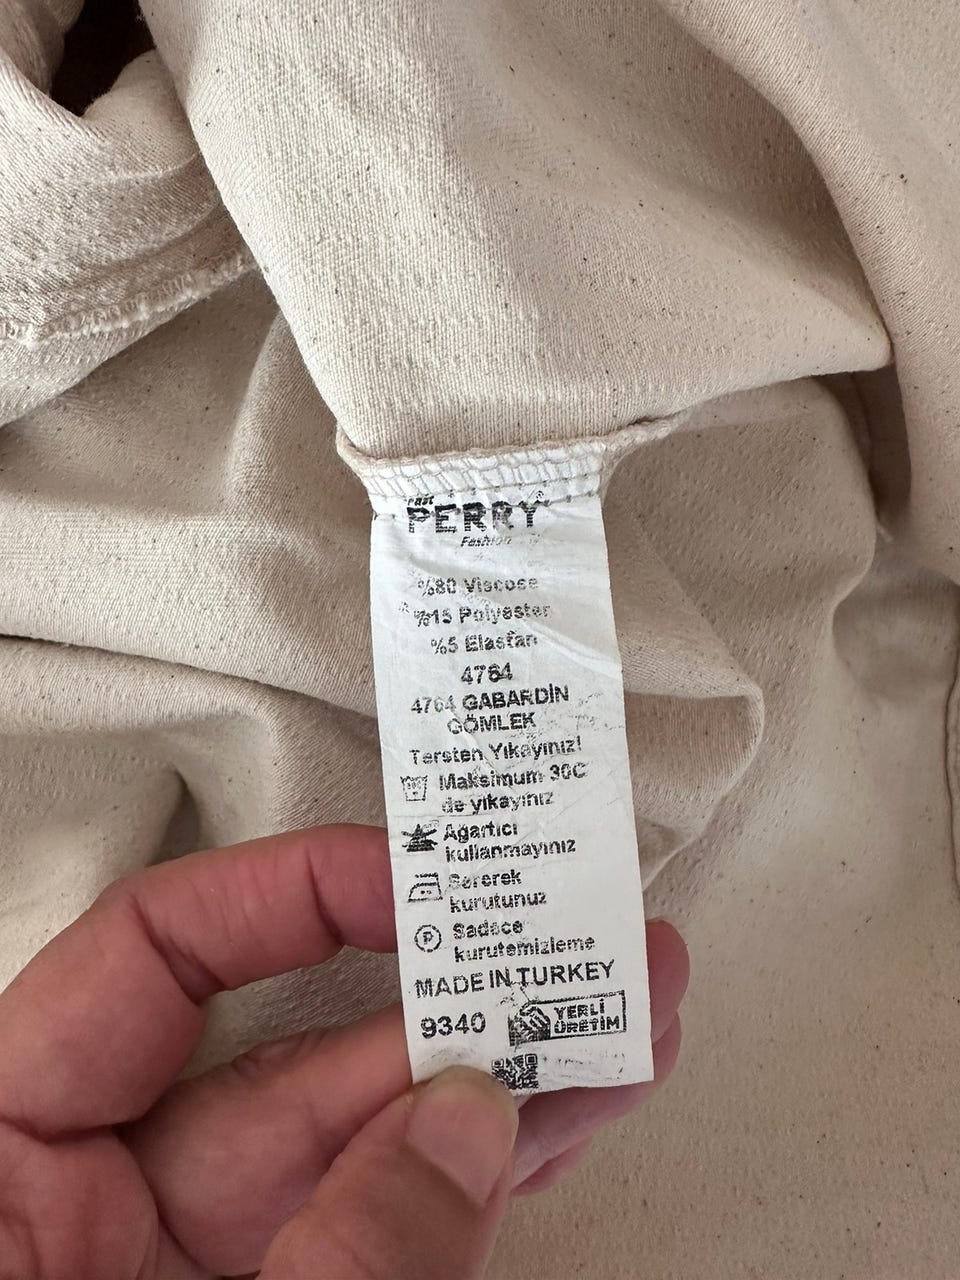 Fast
PERRY®
Fashion
%80 Viscose
%15 Polyester
%5 Elastan
4764
4764 GABARDİN
GÖMLEK
Tersten Yıkayınız!
Maksimum 30C
de yıkayınız
Ağartıcı
kullanmayınız
Sererek
kurutunuz
P
Sadece
kurutemizleme
MADE IN TURKEY
9340
YERLİ
ÜRETİM